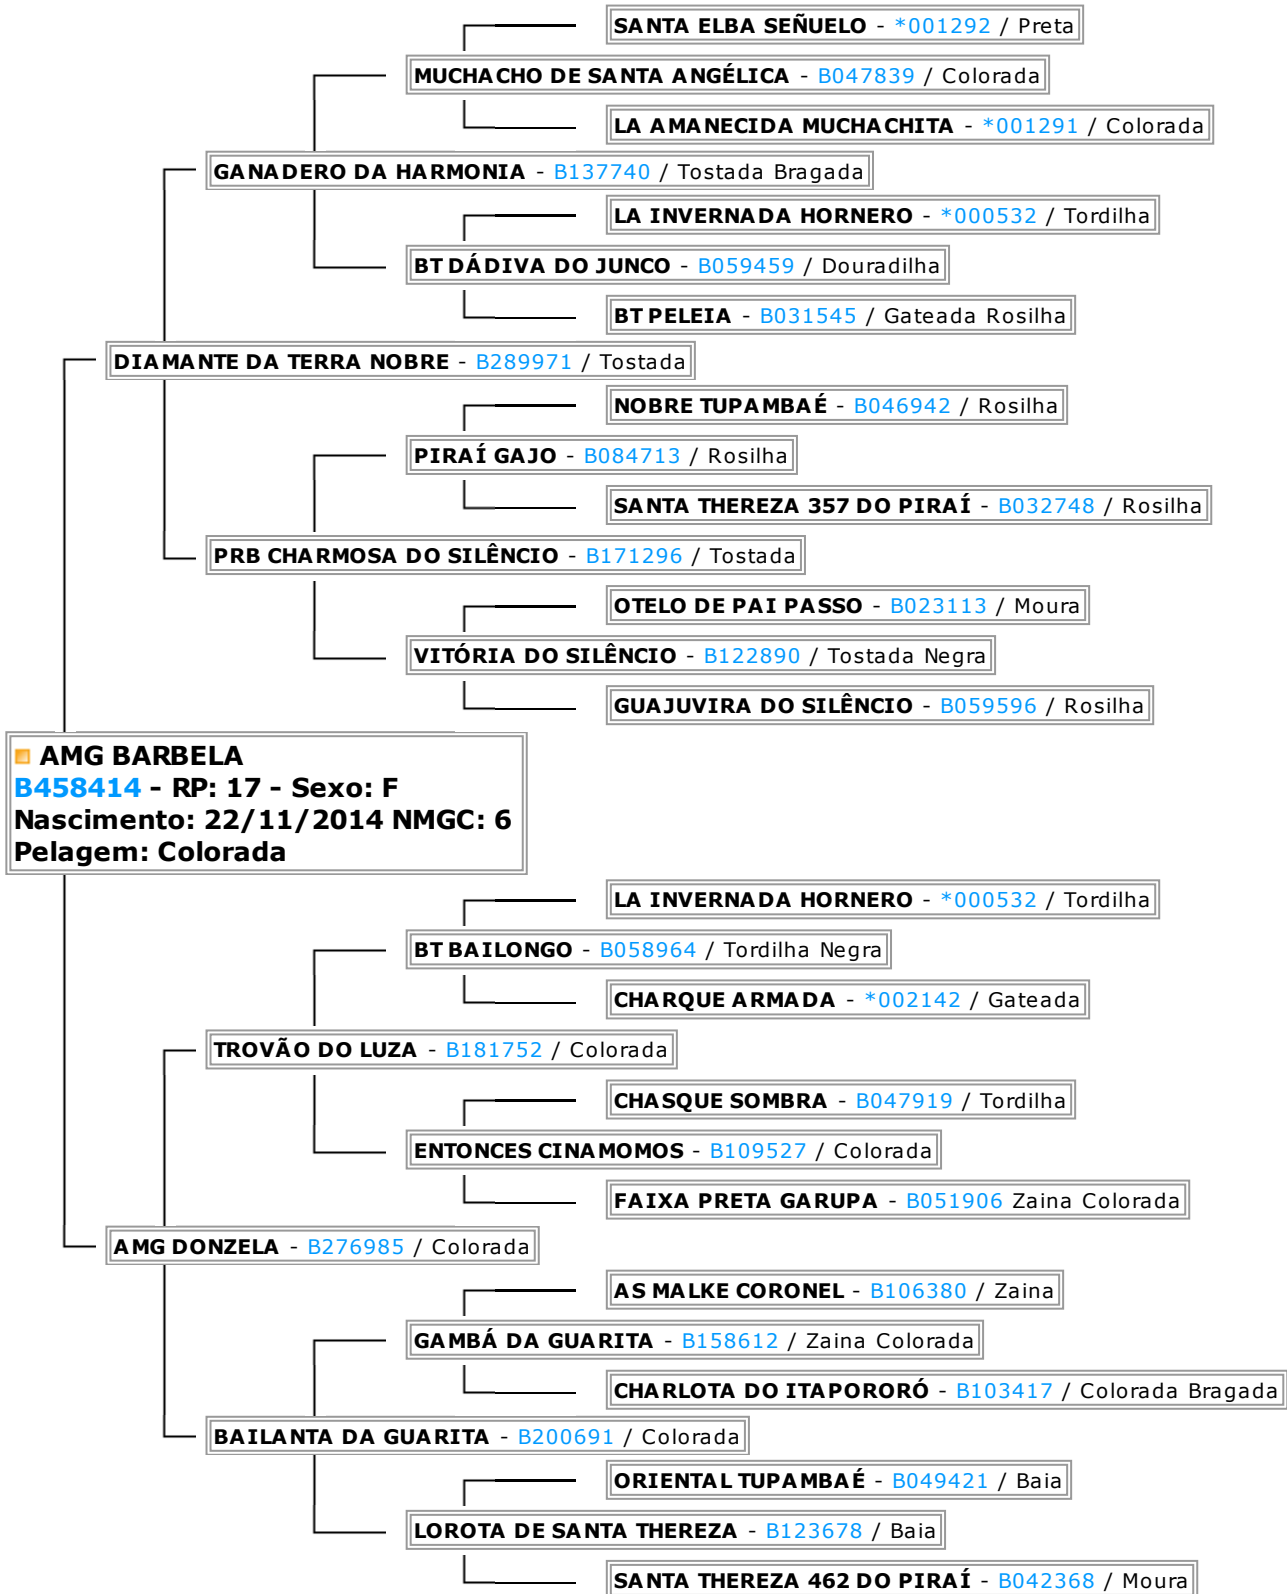 SANTA ELBA SEÑUELO - *001292 / Preta
MUCHACHO DE SANTA ANGÉLICA - B047839 / Colorada
LA AMANECIDA MUCHACHITA - *001291 / Colorada
GANADERO DA HARMONIA - B137740 / Tostada Bragada
LA INVERNADA HORNERO - *000532 / Tordilha
BT DÁDIVA DO JUNCO - B059459 / Douradilha
BT PELEIA - B031545 / Gateada Rosilha
DIAMANTE DA TERRA NOBRE - B289971 / Tostada
NOBRE TUPAMBAÉ - B046942 / Rosilha
PIRAÍ GAJO - B084713 / Rosilha
SANTA THEREZA 357 DO PIRAÍ - B032748 / Rosilha
PRB CHARMOSA DO SILÊNCIO - B171296 / Tostada
OTELO DE PAI PASSO - B023113 / Moura
VITÓRIA DO SILÊNCIO - B122890 / Tostada Negra
GUAJUVIRA DO SILÊNCIO - B059596 / Rosilha
AMG BARBELA
B458414 - RP: 17 - Sexo: F
Nascimento: 22/11/2014 NMGC: 6
Pelagem: Colorada
LA INVERNADA HORNERO - *000532 / Tordilha
BT BAILONGO - B058964 / Tordilha Negra
CHARQUE ARMADA - *002142 / Gateada
TROVÃO DO LUZA - B181752 / Colorada
CHASQUE SOMBRA - B047919 / Tordilha
ENTONCES CINAMOMOS - B109527 / Colorada
FAIXA PRETA GARUPA - B051906 Zaina Colorada
AMG DONZELA - B276985 / Colorada
AS MALKE CORONEL - B106380 / Zaina
GAMBÁ DA GUARITA - B158612 / Zaina Colorada
CHARLOTA DO ITAPORORÓ - B103417 / Colorada Bragada
BAILANTA DA GUARITA - B200691 / Colorada
ORIENTAL TUPAMBAÉ - B049421 / Baia
LOROTA DE SANTA THEREZA - B123678 / Baia
SANTA THEREZA 462 DO PIRAÍ - B042368 / Moura